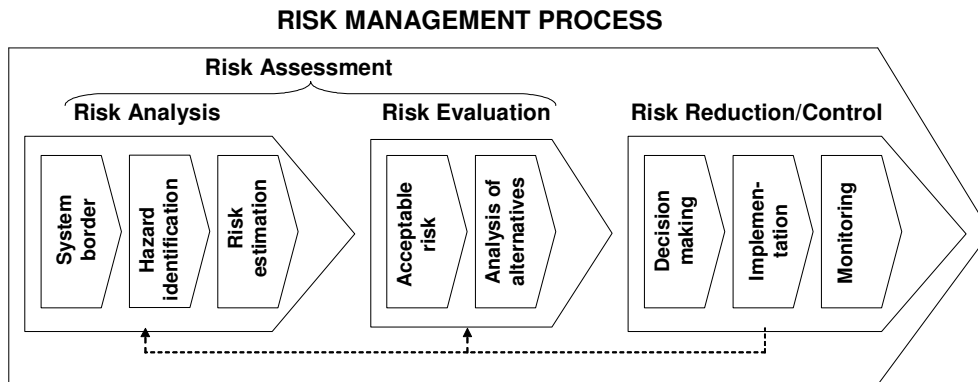 RISK MANAGEMENT PROCESS
Risk Assessment
Risk Analysis
Risk Evaluation
Risk Reduction/Control
System
border
Hazard
identification
Risk
estimation
Acceptable
risk
Analysis of
alternatives
Decision
making
Implemen-
tation
Monitoring